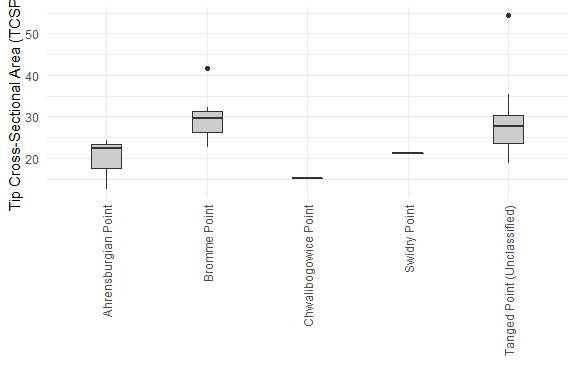 Tip Cross-Sectional Area (TCSP
50
40
30
20
Ahrensburgian Point
Bromme Point
Chwalibogowice Point
Swidry Point
Tanged Point (Unclassified)